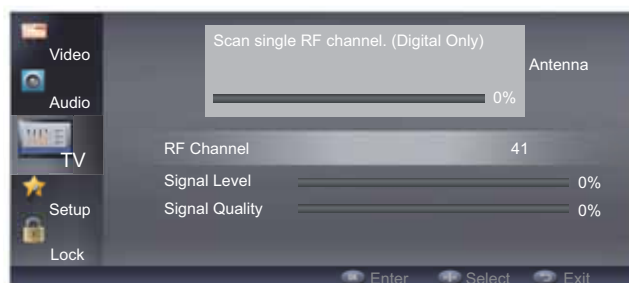 Video
Audio
TV
Setup
Lock
Scan single RF channel. (Digital Only)
Antenna
0%
RF Channel 41
Signal Level 0%
Signal Quality 0%
Enter Select Exit